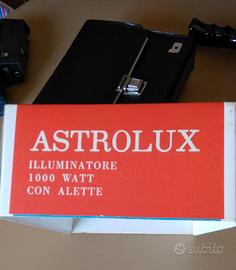 ASTROLUX
ILLUMINATORE
1000 WATT
CON ALETTE
subito